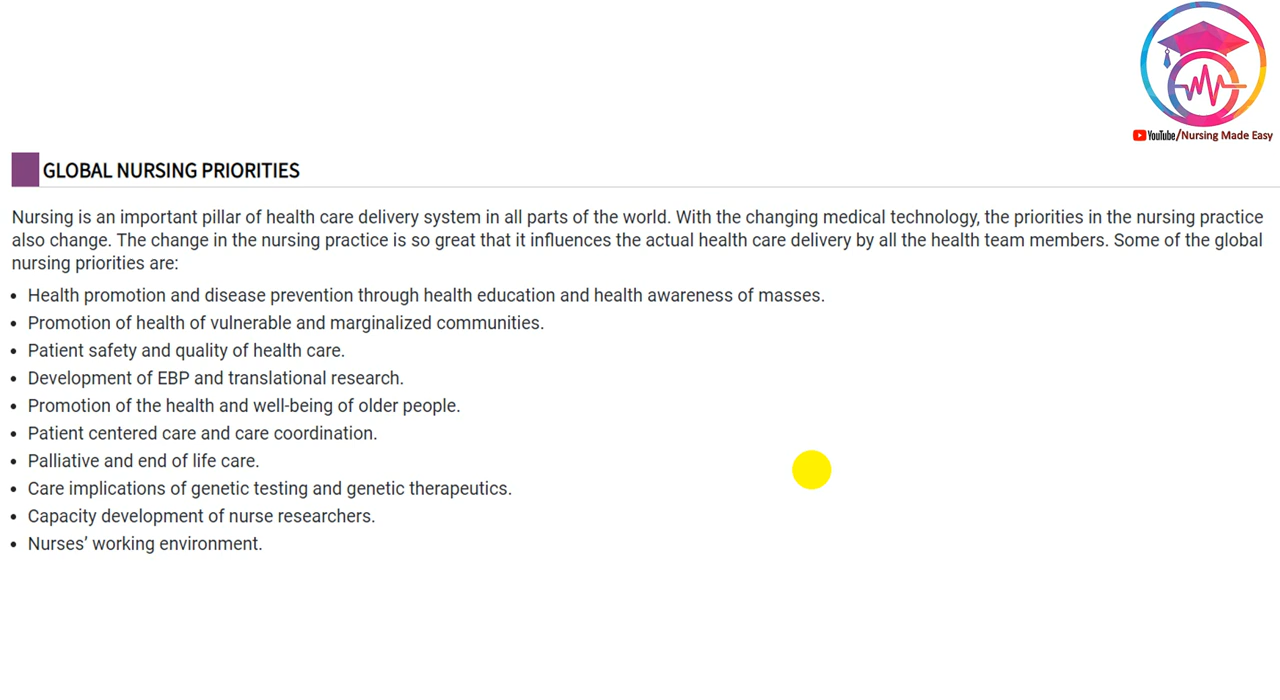 YouTube/Nursing Made Easy
GLOBAL NURSING PRIORITIES
Nursing is an important pillar of health care delivery system in all parts of the world. With the changing medical technology, the priorities in the nursing practice
also change. The change in the nursing practice is so great that it influences the actual health care delivery by all the health team members. Some of the global
nursing priorities are:
• Health promotion and disease prevention through health education and health awareness of masses.
• Promotion of health of vulnerable and marginalized communities.
• Patient safety and quality of health care.
• Development of EBP and translational research.
• Promotion of the health and well-being of older people.
• Patient centered care and care coordination.
• Palliative and end of life care.
• Care implications of genetic testing and genetic therapeutics.
• Capacity development of nurse researchers.
• Nurses’ working environment.